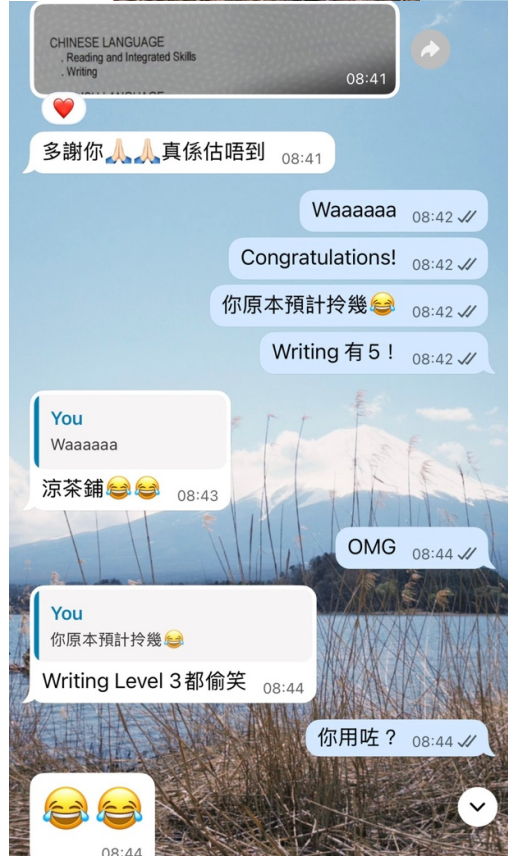 CHINESE LANGUAGE
. Reading and Integrated Skills
. Writing
08:41
多謝你🙏🏻🙏🏻真係估唔到 08:41
Waaaaaa 08:42
Congratulations! 08:42
你原本預計拎幾😂 08:42
Writing 有 5！ 08:42
You
Waaaaaa
涼茶鋪😂😂 08:43
OMG 08:44
You
你原本預計拎幾😂
Writing Level 3都偷笑 08:44
你用咗？ 08:44
😂😂
08:44